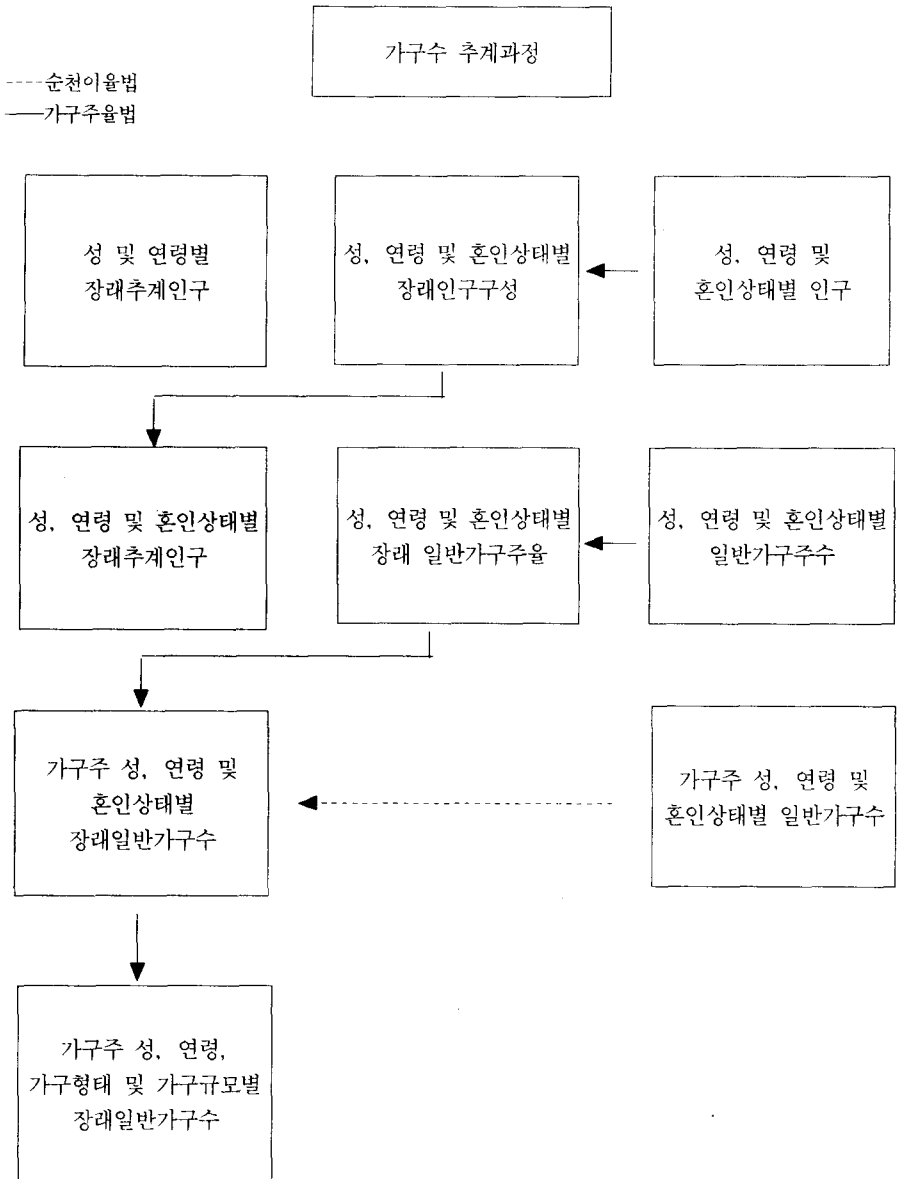 가구수 추계과정
순천이율법
가구주율법
성 및 연령별
장래추계인구
성, 연령 및 혼인상태별
장래인구구성
성, 연령 및
혼인상태별 인구
성, 연령 및 혼인상태별
장래추계인구
성, 연령 및 혼인상태별
장래 일반가구주율
성, 연령 및 혼인상태별
일반가구주수
가구주 성, 연령 및
혼인상태별
장래일반가구수
가구주 성, 연령 및
혼인상태별 일반가구수
가구주 성, 연령,
가구형태 및 가구규모별
장래일반가구수